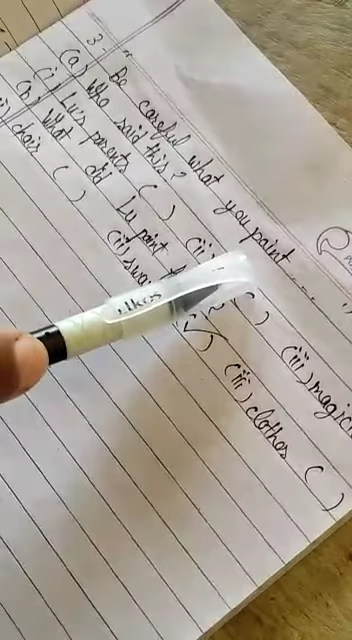 3- "Be careful what you paint .... "
(a) Who said this?
(i) Lu's parents ( ) (ii) ( ) (iii) magic
(b) What did Lu paint
(i) chair ( ) (ii) swa (✓) (iii) clothes ( )